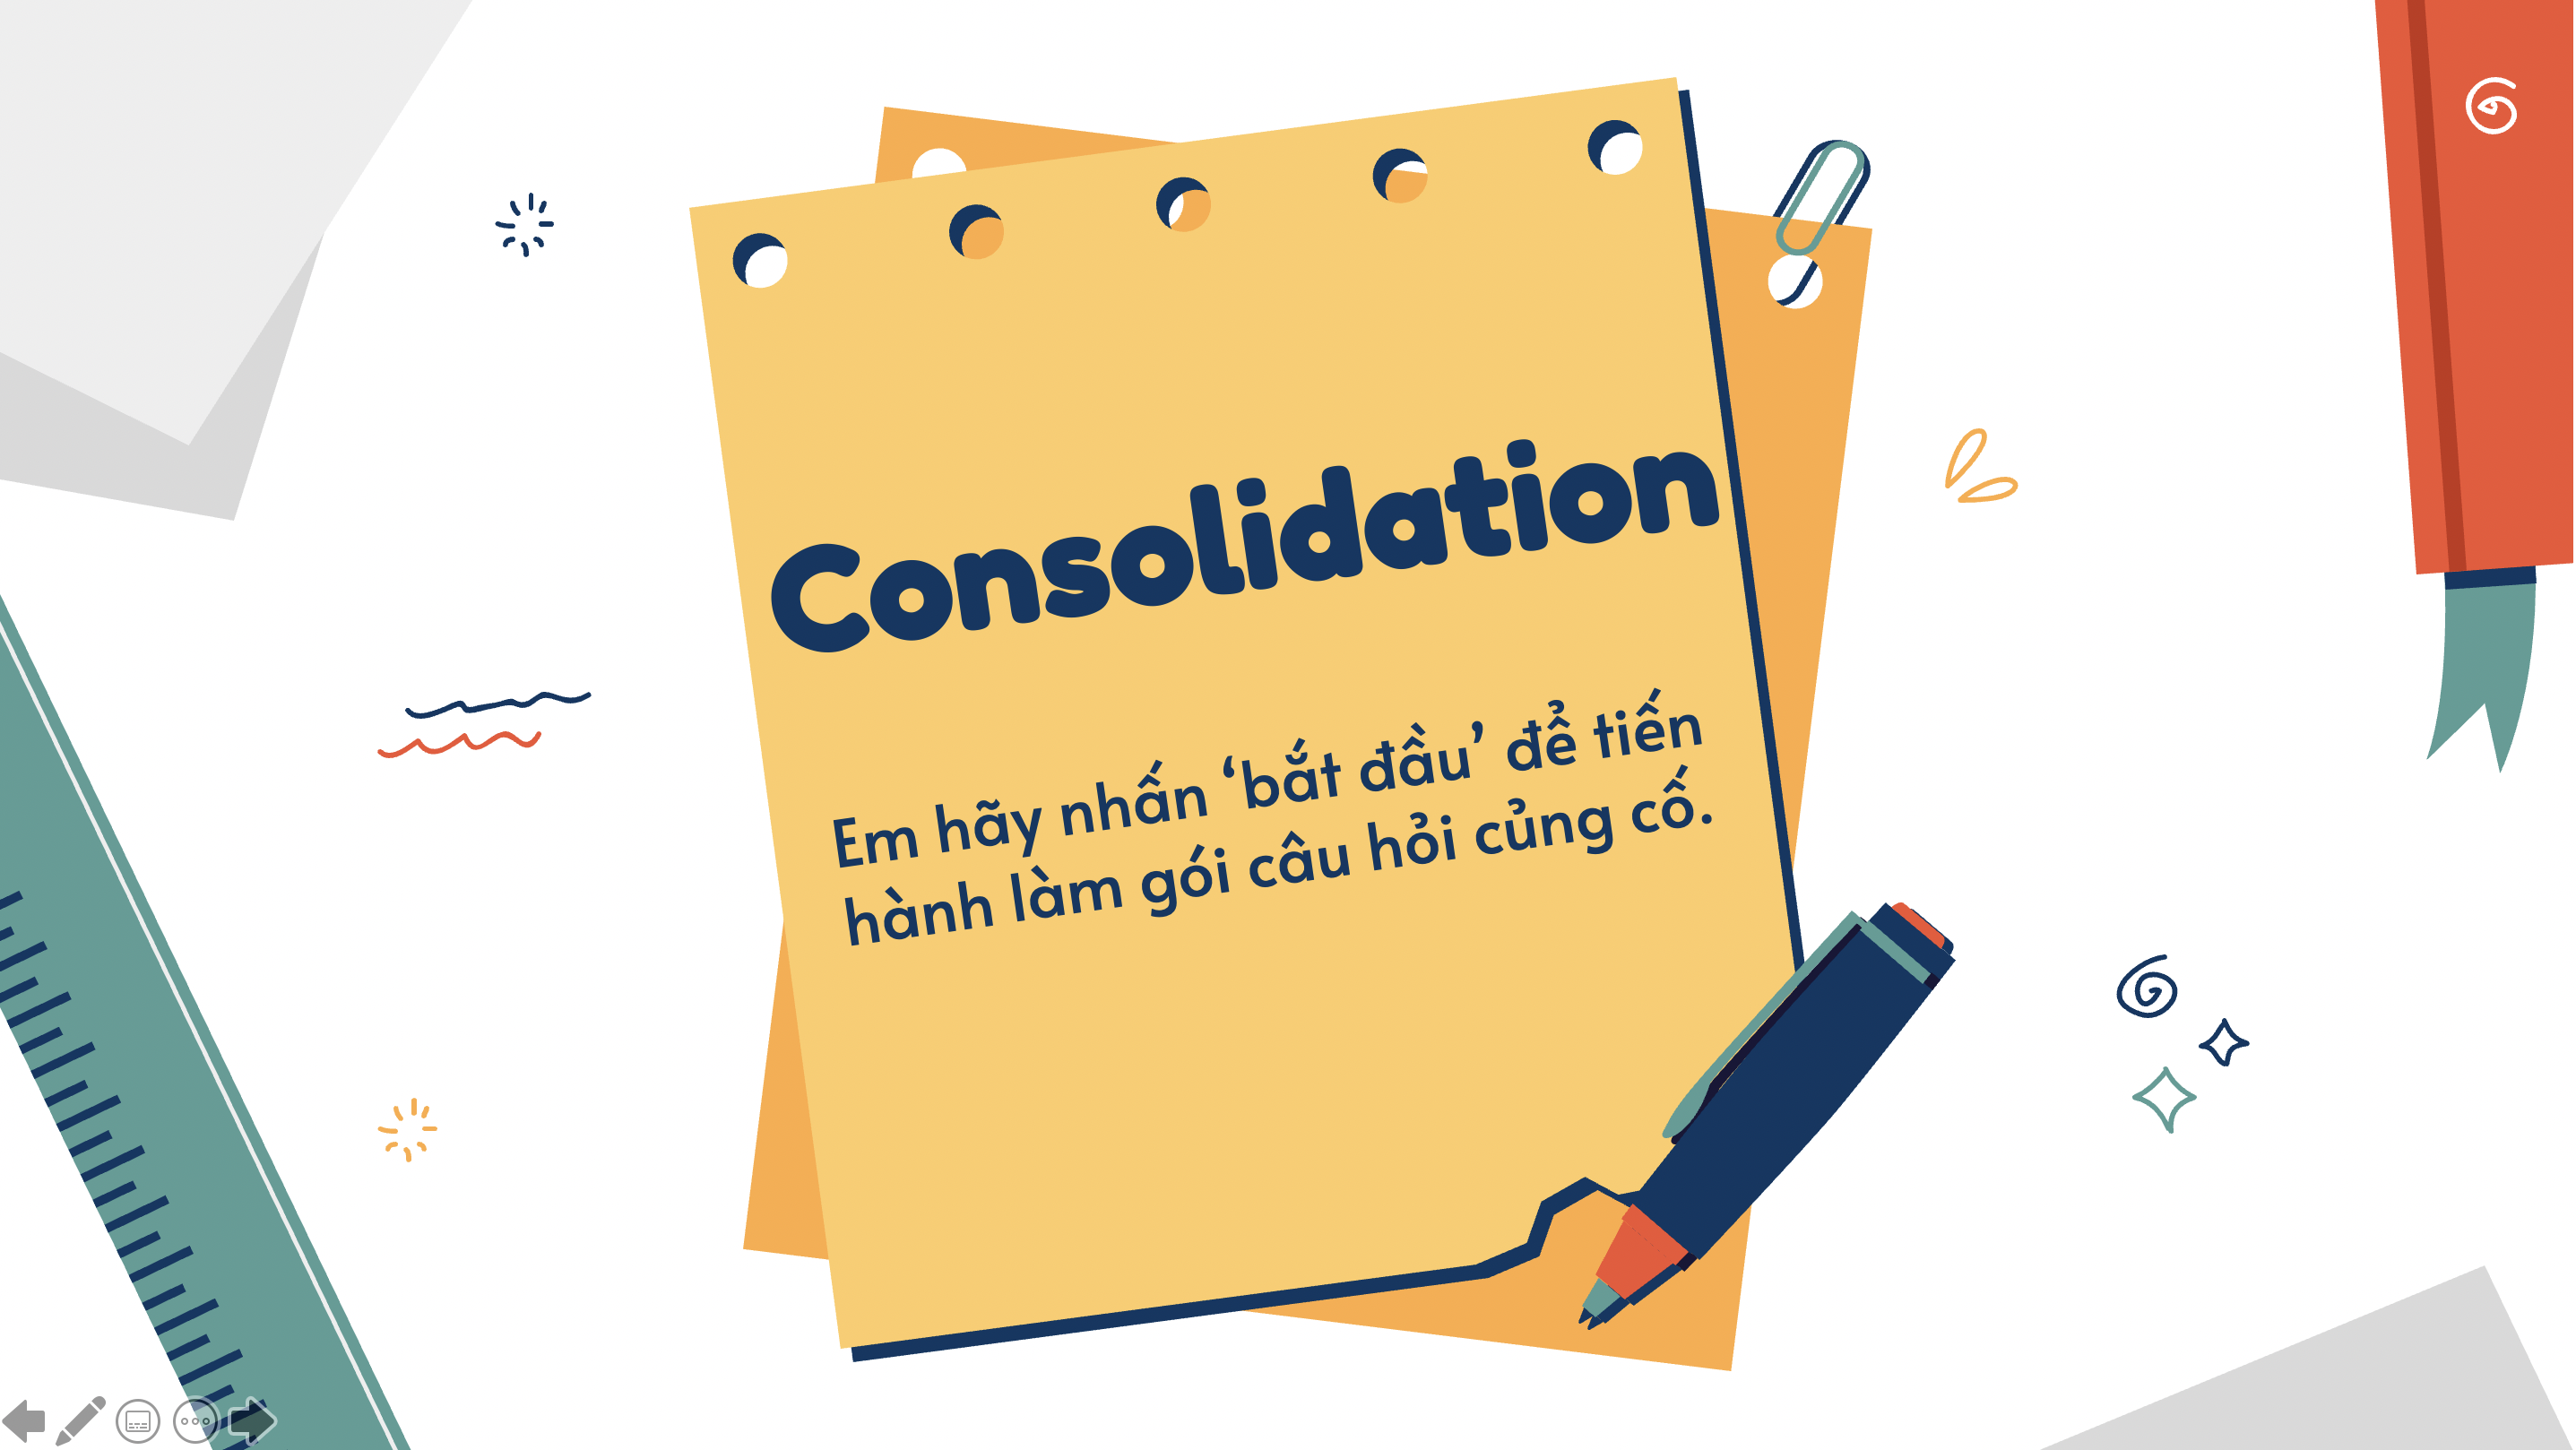 Consolidation
Em hãy nhấn ‘bắt đầu’ để tiến
hành làm gói câu hỏi củng cố.